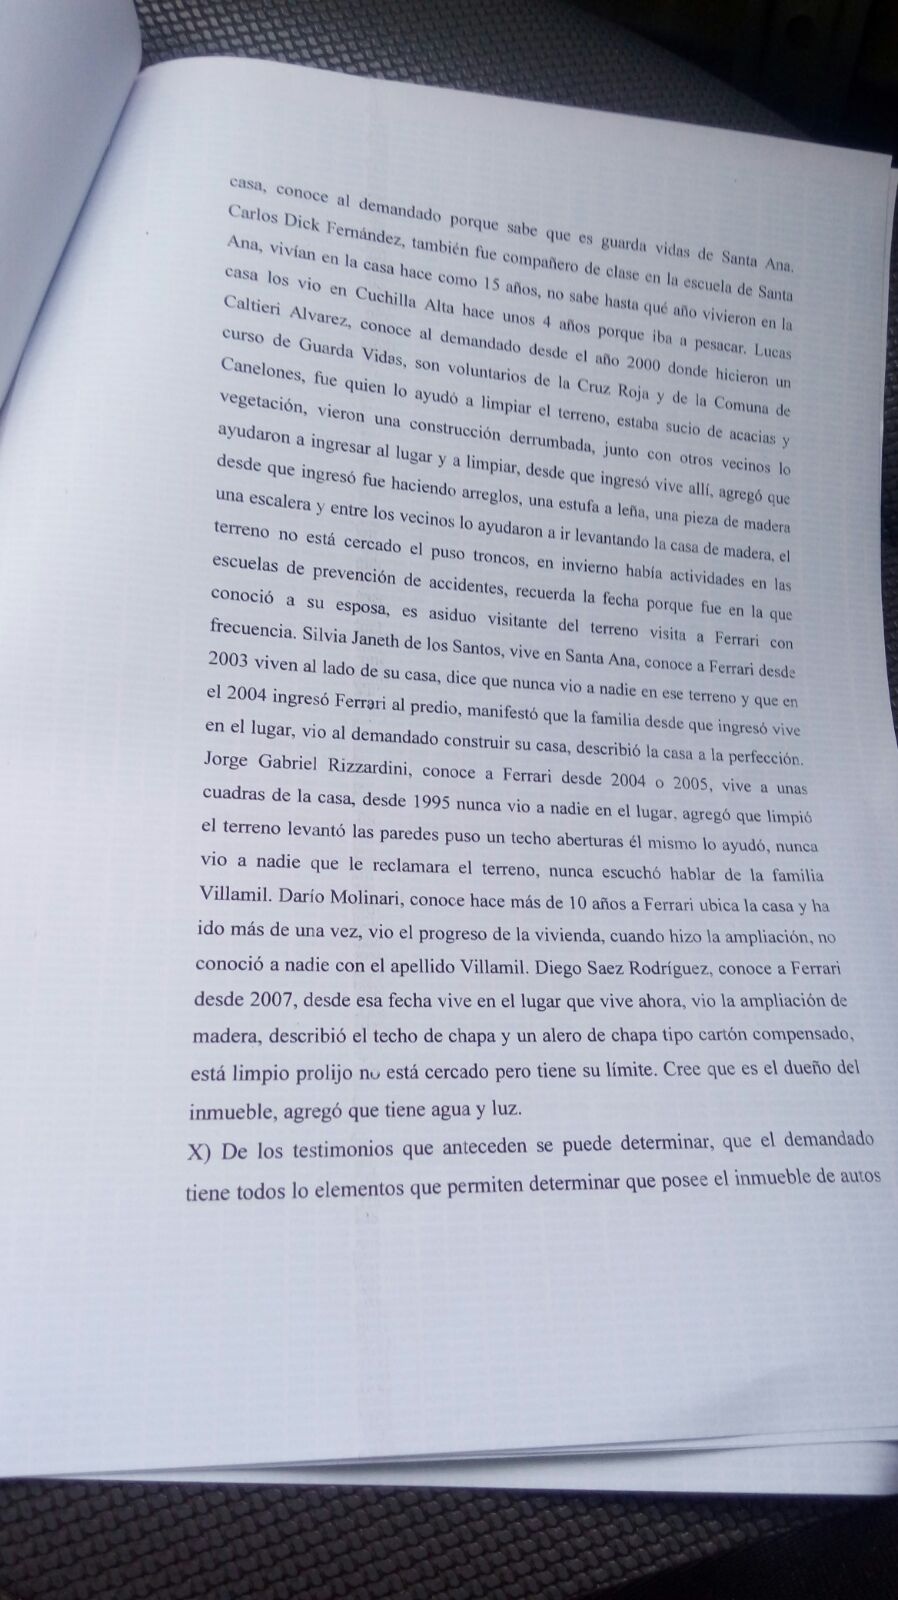 casa, conoce al demandado porque sabe que es guarda vidas de Santa Ana.
Carlos Dick Fernández, también fue compañero de clase en la escuela de Santa
Ana, vivían en la casa hace como 15 años, no sabe hasta qué año vivieron en la
casa los vio en Cuchilla Alta hace unos 4 años porque iba a pesacar. Lucas
Caltieri Alvarez, conoce al demandado desde el año 2000 donde hicieron un
curso de Guarda Vidas, son voluntarios de la Cruz Roja y de la Comuna de
Canelones, fue quien lo ayudó a limpiar el terreno, estaba sucio de acacias y
vegetación, vieron una construcción derrumbada, junto con otros vecinos lo
ayudaron a ingresar al lugar y a limpiar, desde que ingresó vive allí, agregó que
desde que ingresó fue haciendo arreglos, una estufa a leña, una pieza de madera
una escalera y entre los vecinos lo ayudaron a ir levantando la casa de madera, el
terreno no está cercado el puso troncos, en invierno había actividades en las
escuelas de prevención de accidentes, recuerda la fecha porque fue en la que
conoció a su esposa, es asiduo visitante del terreno visita a Ferrari con
frecuencia. Silvia Janeth de los Santos, vive en Santa Ana, conoce a Ferrari desde
2003 viven al lado de su casa, dice que nunca vio a nadie en ese terreno y que en
el 2004 ingresó Ferrari al predio, manifestó que la familia desde que ingresó vive
en el lugar, vio al demandado construir su casa, describió la casa a la perfección.
Jorge Gabriel Rizzardini, conoce a Ferrari desde 2004 o 2005, vive a unas
cuadras de la casa, desde 1995 nunca vio a nadie en el lugar, agregó que limpió
el terreno levantó las paredes puso un techo aberturas él mismo lo ayudó, nunca
vio a nadie que le reclamara el terreno, nunca escuchó hablar de la familia
Villamil. Darío Molinari, conoce hace más de 10 años a Ferrari ubica la casa y ha
ido más de una vez, vio el progreso de la vivienda, cuando hizo la ampliación, no
conoció a nadie con el apellido Villamil. Diego Saez Rodríguez, conoce a Ferrari
desde 2007, desde esa fecha vive en el lugar que vive ahora, vio la ampliación de
madera, describió el techo de chapa y un alero de chapa tipo cartón compensado,
está limpio prolijo no está cercado pero tiene su límite. Cree que es el dueño del
inmueble, agregó que tiene agua y luz.
X) De los testimonios que anteceden se puede determinar, que el demandado
tiene todos lo elementos que permiten determinar que posee el inmueble de autos